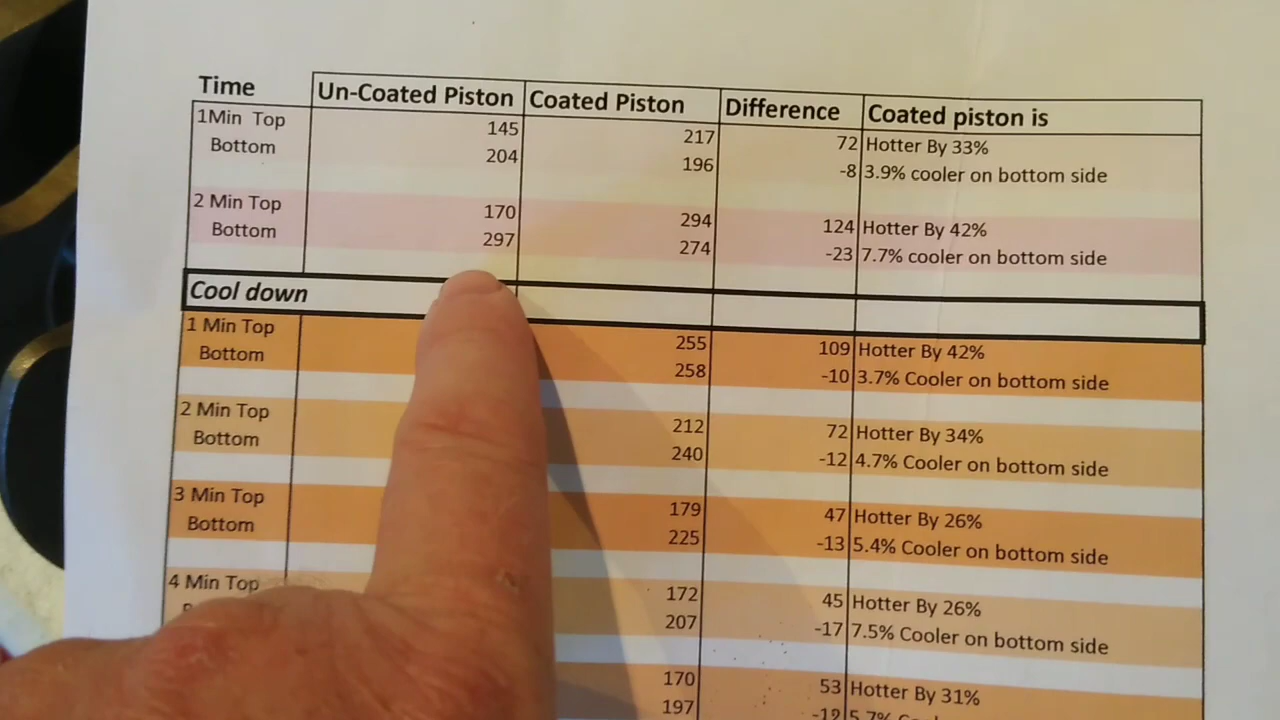 Time Un-Coated Piston Coated Piston Difference Coated piston is
1Min Top 145 217 72 Hotter By 33%
Bottom 204 196 -8 3.9% cooler on bottom side
2 Min Top 170 294 124 Hotter By 42%
Bottom 297 274 -23 7.7% cooler on bottom side
Cool down
1 Min Top 255 109 Hotter By 42%
Bottom 258 -10 3.7% Cooler on bottom side
2 Min Top 212 72 Hotter By 34%
Bottom 240 -12 4.7% Cooler on bottom side
3 Min Top 179 47 Hotter By 26%
Bottom 225 -13 5.4% Cooler on bottom side
4 Min Top 172 45 Hotter By 26%
207 -17 7.5% Cooler on bottom side
170 53 Hotter By 31%
197 5.7%